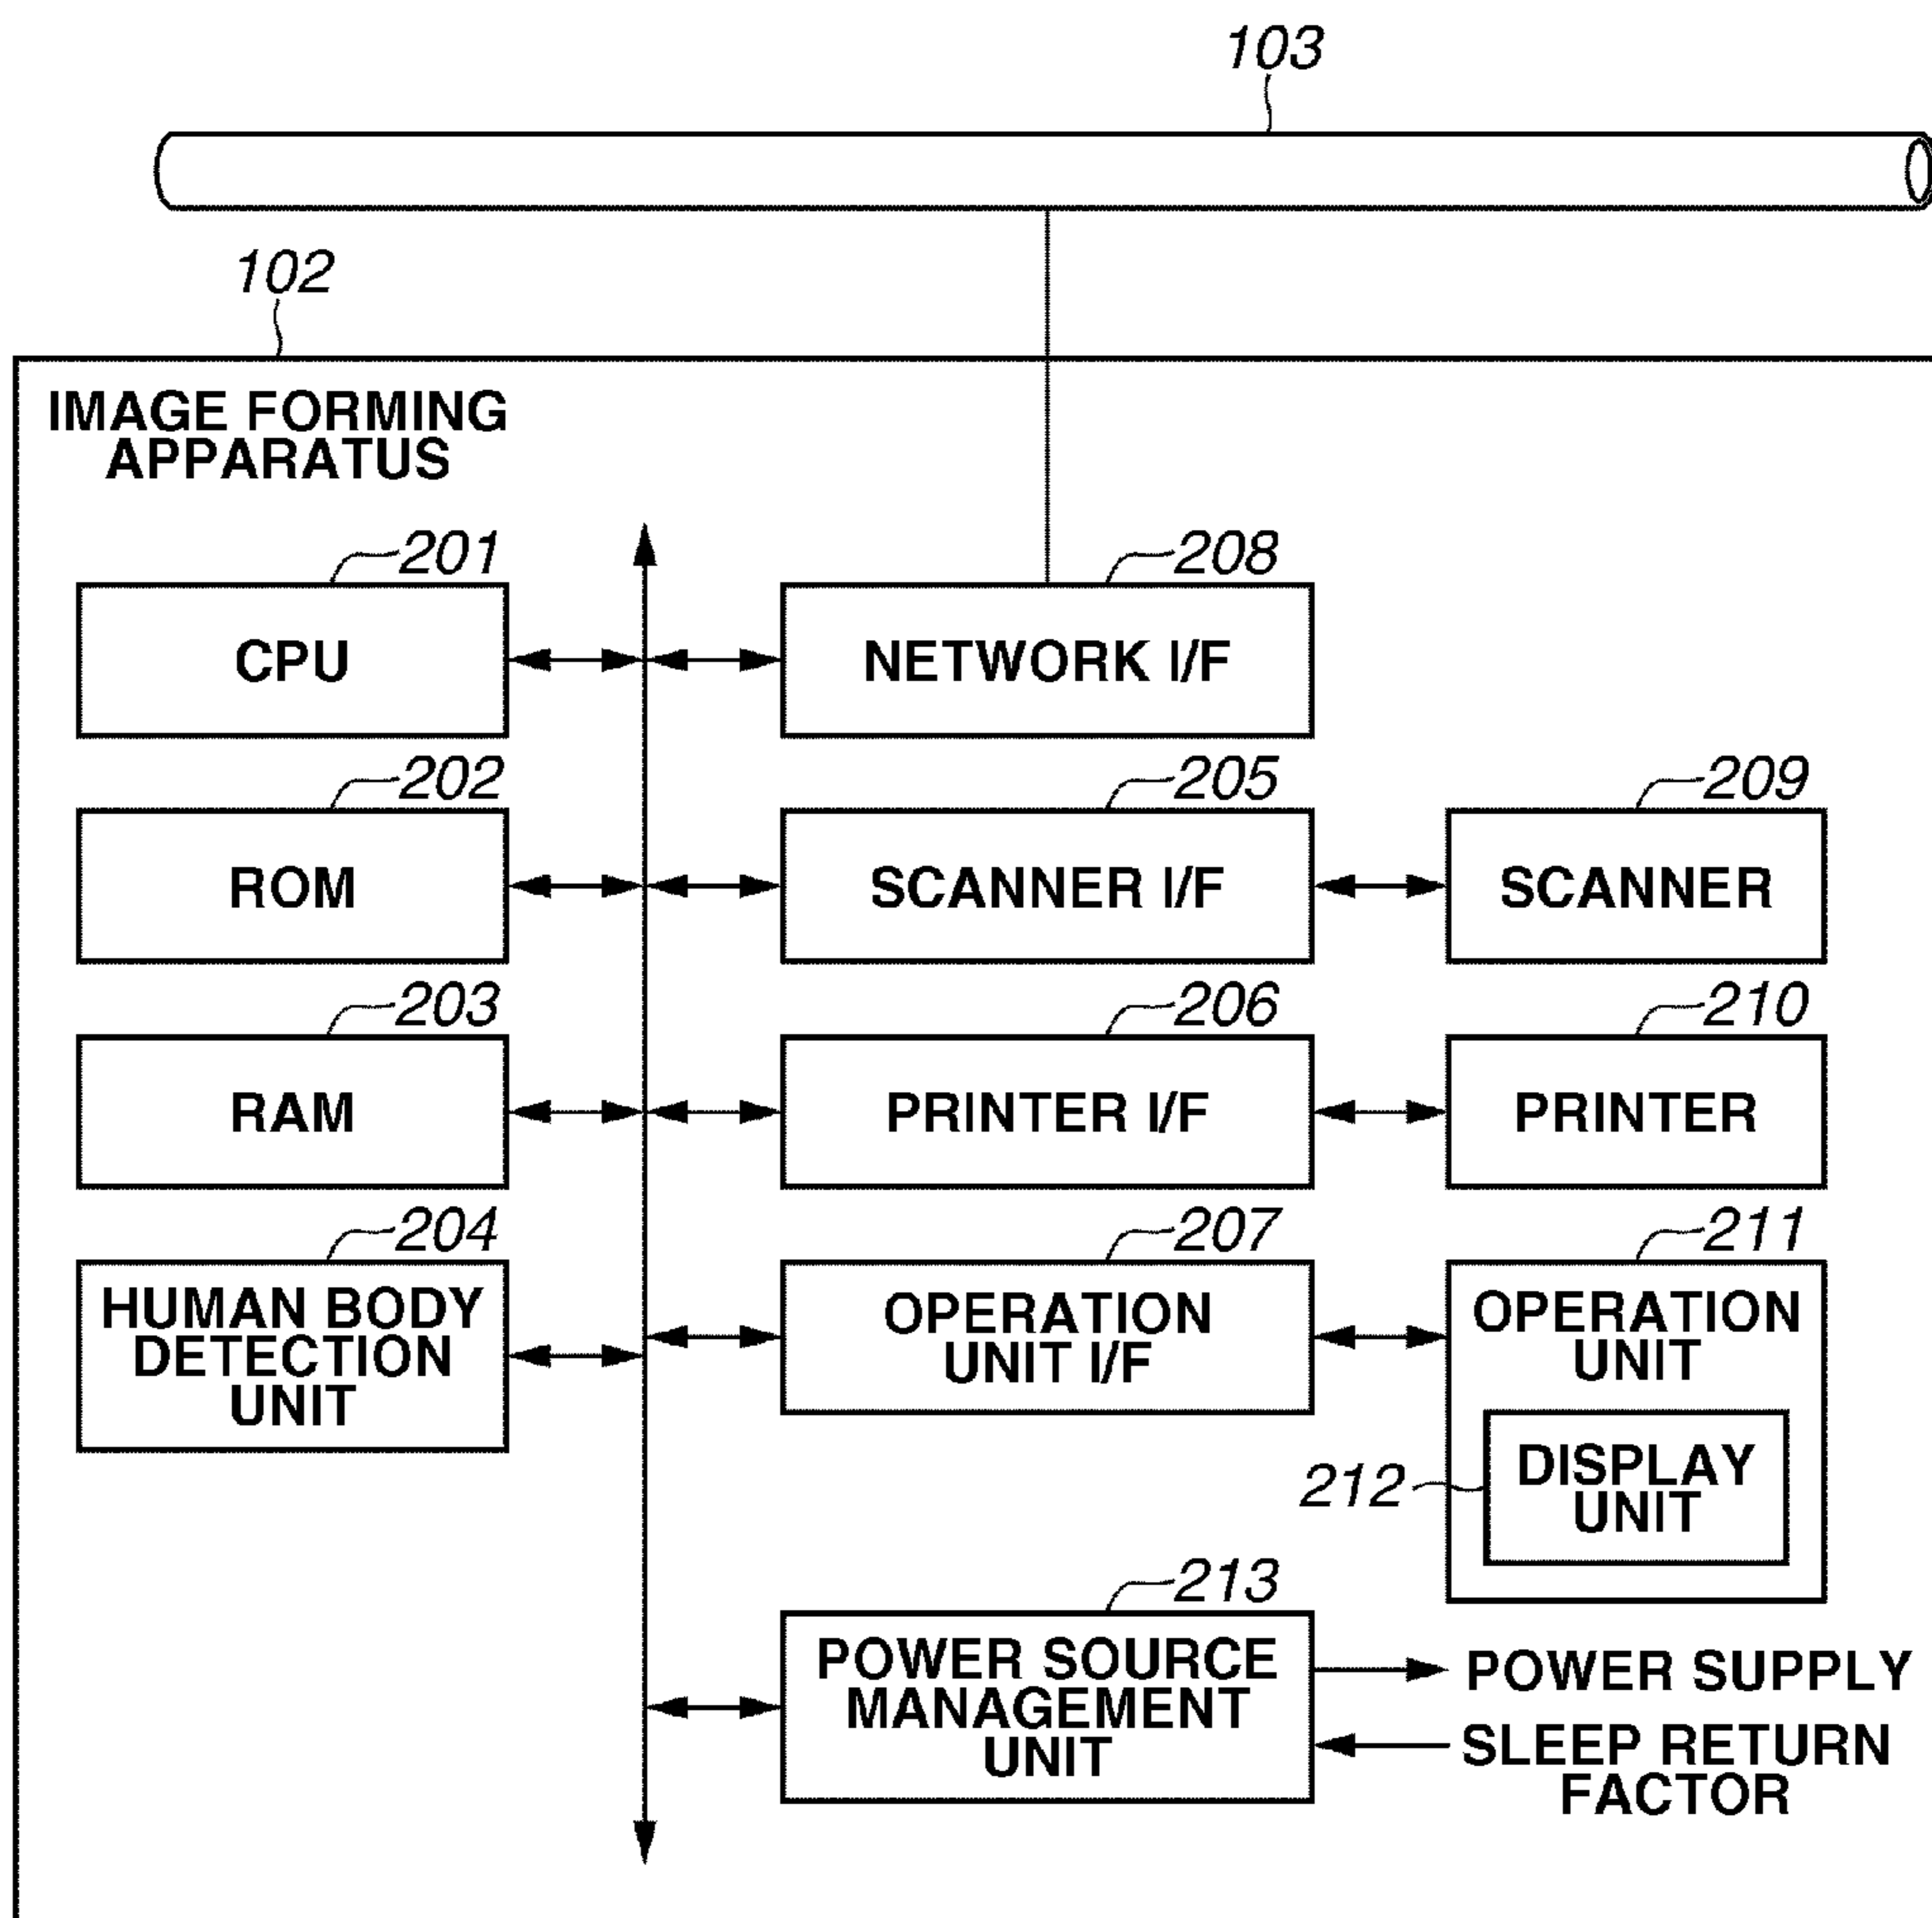 103
102
IMAGE FORMING
APPARATUS
201
CPU
208
NETWORK I/F
202
ROM
205
SCANNER I/F
209
SCANNER
203
RAM
206
PRINTER I/F
210
PRINTER
204
HUMAN BODY
DETECTION
UNIT
207
OPERATION
UNIT I/F
211
OPERATION
UNIT
212
DISPLAY
UNIT
213
POWER SOURCE
MANAGEMENT
UNIT
POWER SUPPLY
SLEEP RETURN
FACTOR